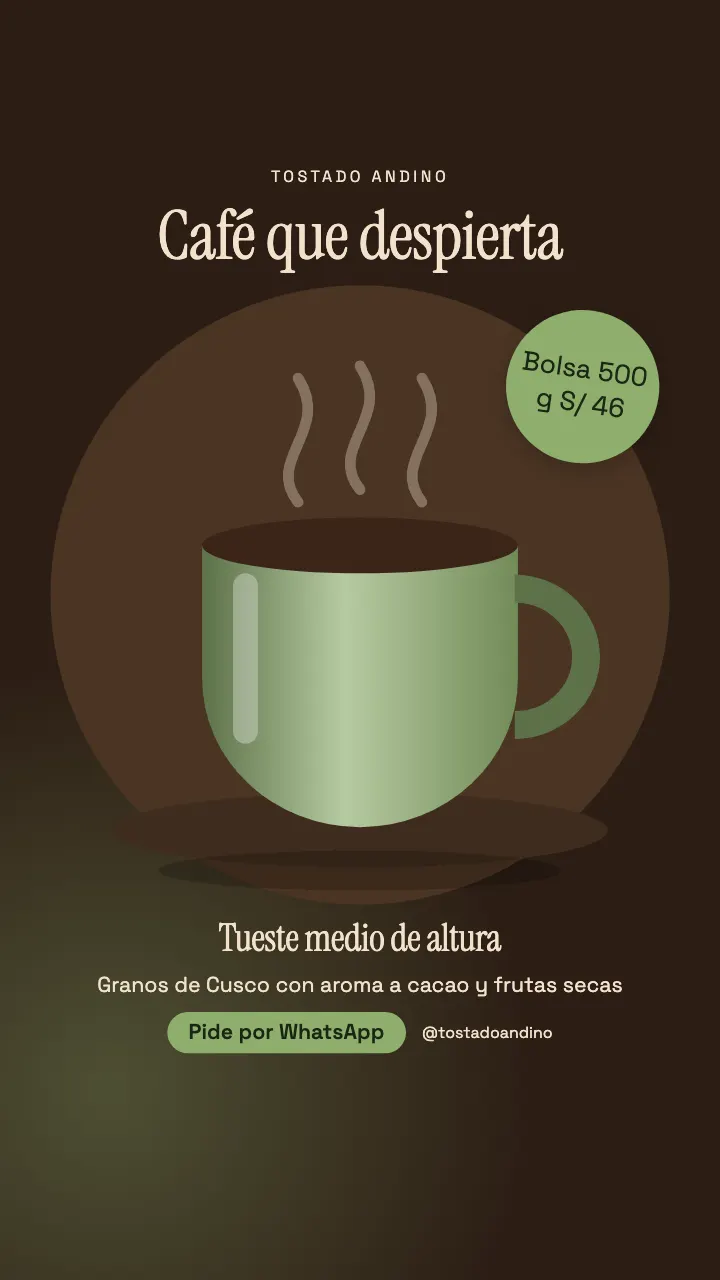 TOSTADO ANDINO
Café que despierta
Bolsa 500
g S/ 46
Tueste medio de altura
Granos de Cusco con aroma a cacao y frutas secas
Pide por WhatsApp
@tostadoandino